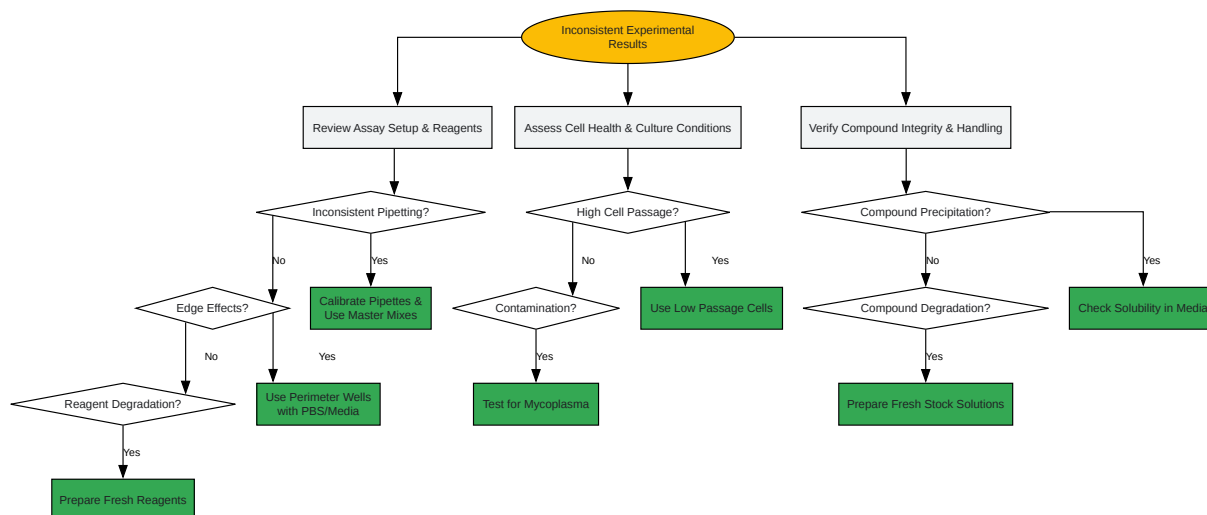 Inconsistent Experimental
Results
Review Assay Setup & Reagents
Assess Cell Health & Culture Conditions
Verify Compound Integrity & Handling
Inconsistent Pipetting?
High Cell Passage?
Compound Precipitation?
No
Yes
No
Yes
No
Yes
Edge Effects?
Calibrate Pipettes &
Use Master Mixes
Contamination?
Use Low Passage Cells
Compound Degradation?
Check Solubility in Media
No
Yes
Yes
Yes
Reagent Degradation?
Use Perimeter Wells
with PBS/Media
Test for Mycoplasma
Prepare Fresh Stock Solutions
Yes
Prepare Fresh Reagents